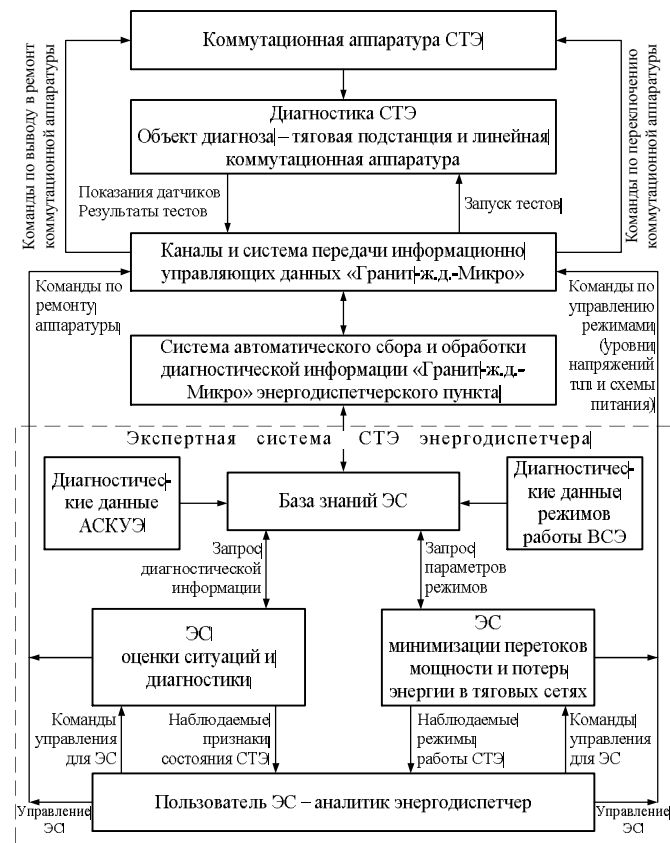 Коммутационная аппаратура СТЭ
Команды по выводу в ремонт
коммутационной аппаратуры
Команды по переключению
коммутационной аппаратуры
Диагностика СТЭ
Объект диагноза – тяговая подстанция и линейная
коммутационная аппаратура
Показания датчиков
Результаты тестов
Запуск тестов
Каналы и система передачи информационно
управляющих данных «Гранит-ж.д.-Микро»
Команды по
ремонту
аппаратуры
Команды по
управлению
режимами
(уровни
напряжений
т.п. и схемы
питания)
Система автоматического сбора и обработки
диагностической информации «Гранит-ж.д.-
Микро» энергодиспетчерского пункта
Экспертная система СТЭ энергодиспетчера
Диагностичес-
кие данные
АСКУЭ
База знаний ЭС
Диагностичес-
кие данные
режимов
работы ВСЭ
Запрос
диагностической
информации
Запрос
параметров
режимов
ЭС
оценки ситуаций и
диагностики
ЭС
минимизации перетоков
мощности и потерь
энергии в тяговых сетях
Команды
управления
для ЭС
Наблюдаемые
признаки
состояния СТЭ
Наблюдаемые
режимы
работы СТЭ
Команды
управления
для ЭС
Управление
ЭС
Пользователь ЭС – аналитик энергодиспетчер
Управление
ЭС